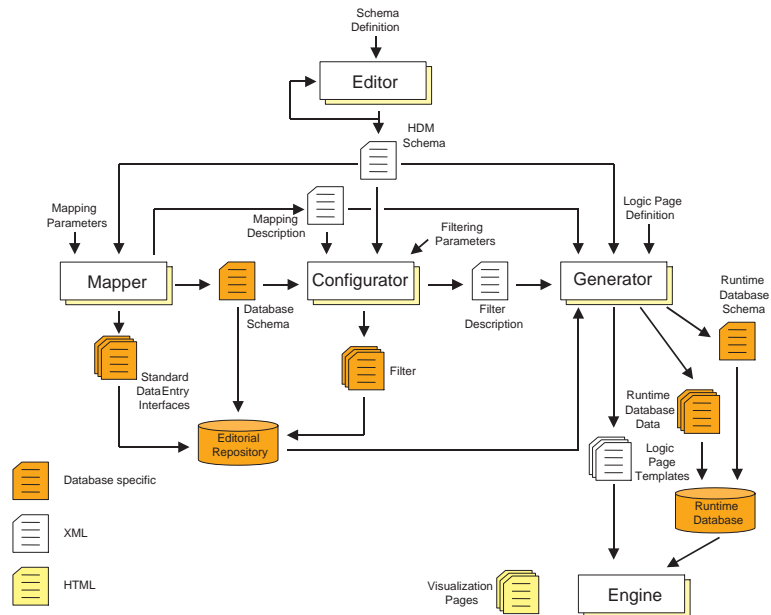 Schema
Definition
Editor
HDM
Schema
Mapping
Parameters
Mapping
Description
Filtering
Parameters
Logic Page
Definition
Mapper
Configurator
Generator
Database
Schema
Filter
Description
Runtime
Database
Schema
Standard
DataEntry
Interfaces
Filter
Runtime
Database
Data
Editorial
Repository
Logic
Page
Templates
Database specific
Runtime
Database
XML
HTML
Visualization
Pages
Engine